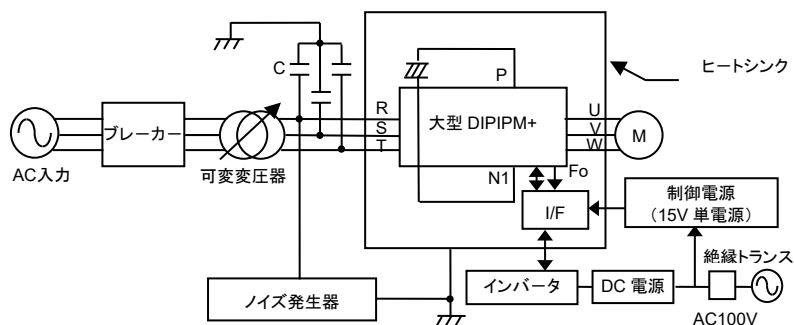 C
P
ヒートシンク
R
S
T
大型 DIPIPM+
U
V
W
M
ブレーカー
AC入力
可変変圧器
N1
Fo
I/F
制御電源
（15V 単電源）
ノイズ発生器
インバータ
DC 電源
絶縁トランス
AC100V